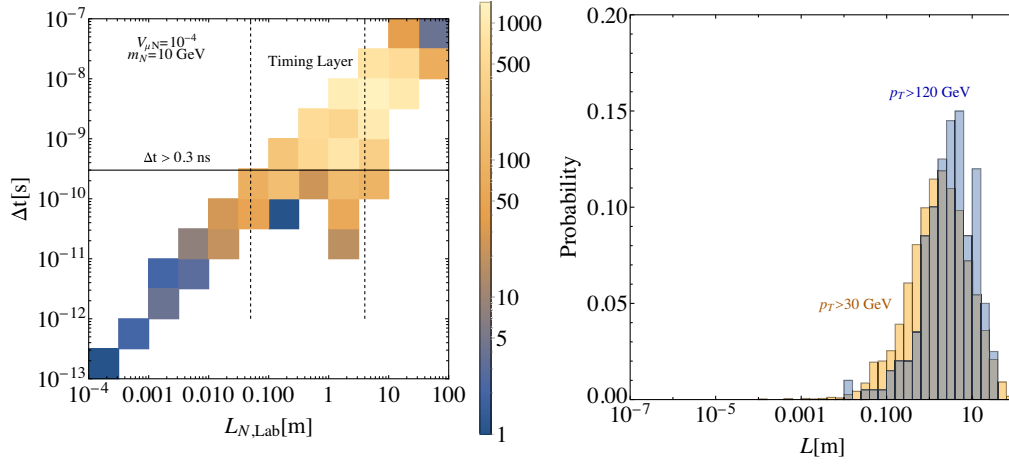 V_{μN}=10^{-4}
m_N=10 GeV
Timing Layer
Δt > 0.3 ns
Δt[s]
10^{-7}
10^{-8}
10^{-9}
10^{-10}
10^{-11}
10^{-12}
10^{-13}
10^{-4} 0.001 0.010 0.100 1 10 100
L_{N,Lab}[m]
1000
500
100
50
10
5
1
p_T>120 GeV
p_T>30 GeV
Probability
0.20
0.15
0.10
0.05
0.00
10^{-7} 10^{-5} 0.001 0.100 10
L[m]